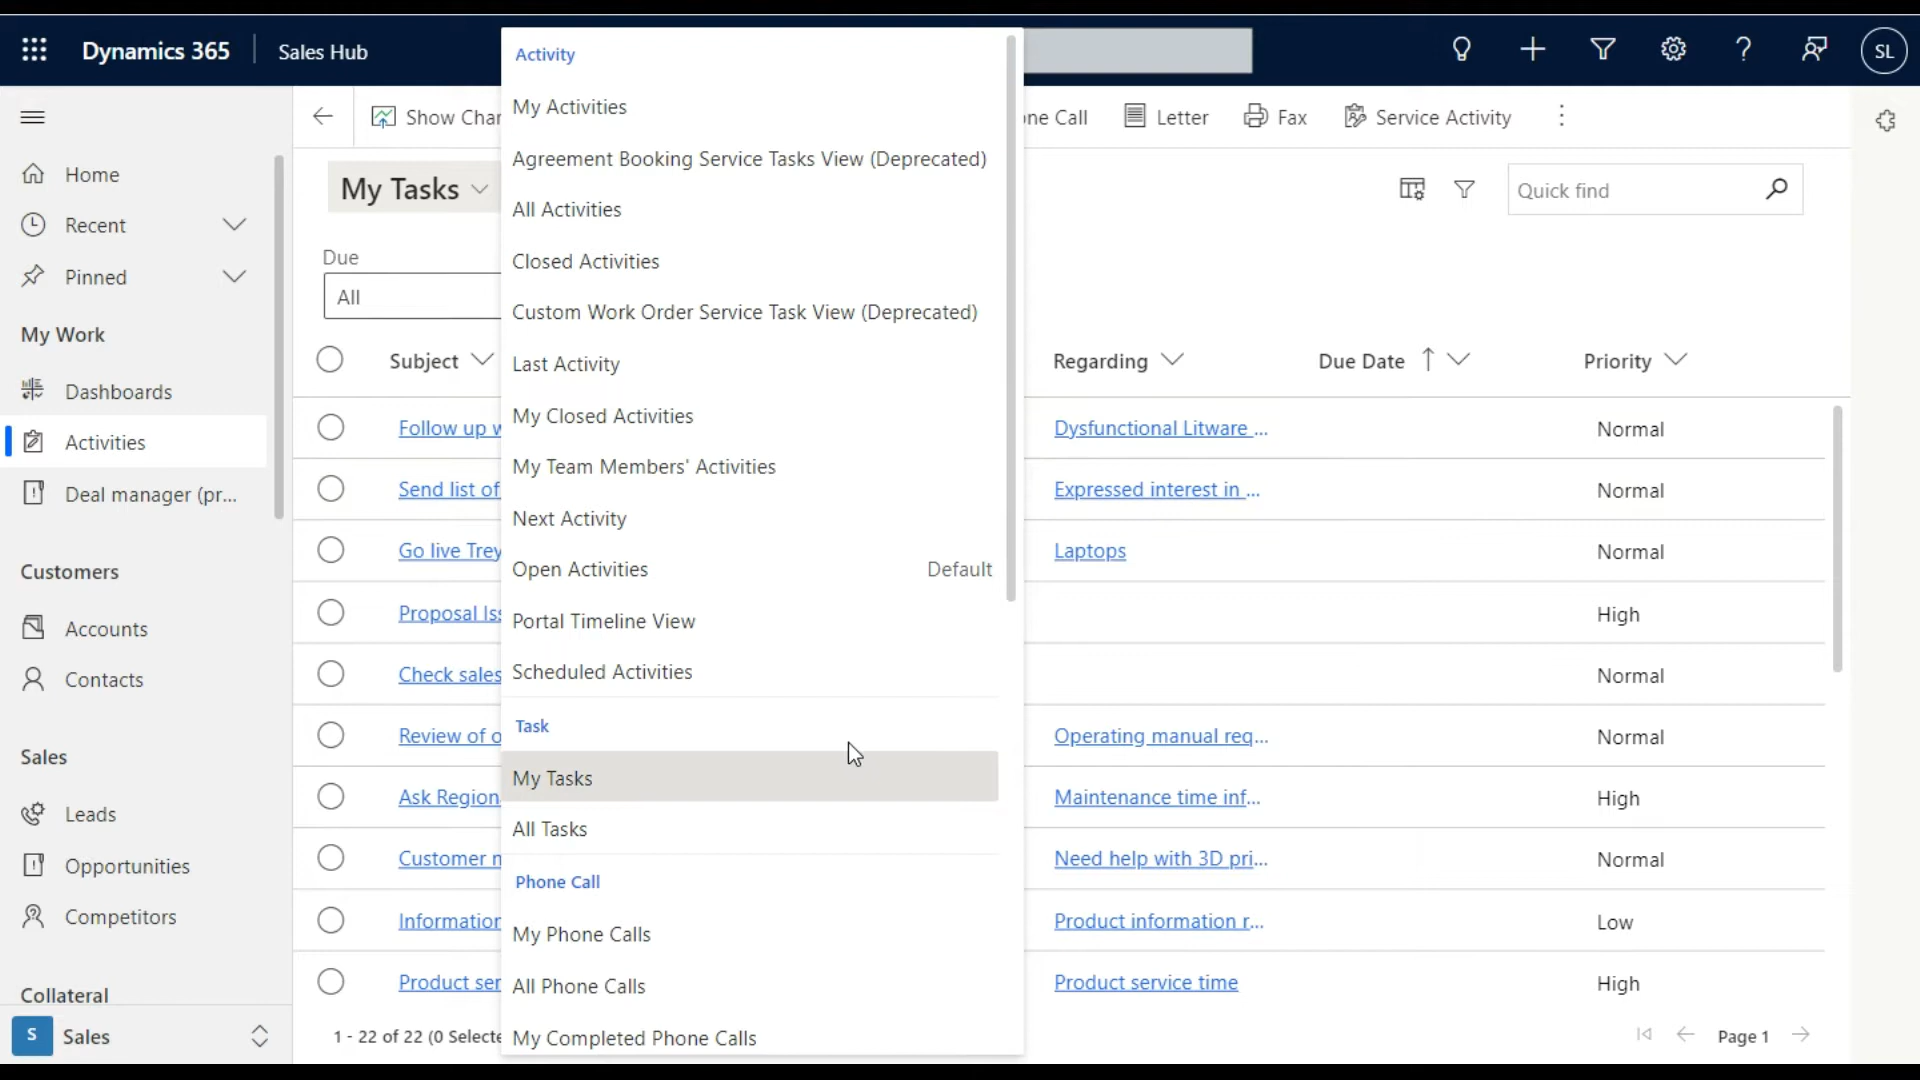 Dynamics 365 Sales Hub SL
Show Char
ne Call Letter Fax Service Activity
Home
Recent
Pinned
My Work
Dashboards
Activities
Deal manager (pr...
Customers
Accounts
Contacts
Sales
Leads
Opportunities
Competitors
Collateral
S Sales
My Tasks
Quick find
Due
All
Subject Regarding Due Date Priority
Follow up w Dysfunctional Litware ... Normal
Send list of Expressed interest in ... Normal
Go live Trey Laptops Normal
Proposal Iss High
Check sales Normal
Review of o Operating manual req... Normal
Ask Regiona Maintenance time inf... High
Customer n Need help with 3D pri... Normal
Information Product information r... Low
Product ser Product service time High
1 - 22 of 22 (0 Selecte Page 1
Activity
My Activities
Agreement Booking Service Tasks View (Deprecated)
All Activities
Closed Activities
Custom Work Order Service Task View (Deprecated)
Last Activity
My Closed Activities
My Team Members' Activities
Next Activity
Open Activities Default
Portal Timeline View
Scheduled Activities
Task
My Tasks
All Tasks
Phone Call
My Phone Calls
All Phone Calls
My Completed Phone Calls